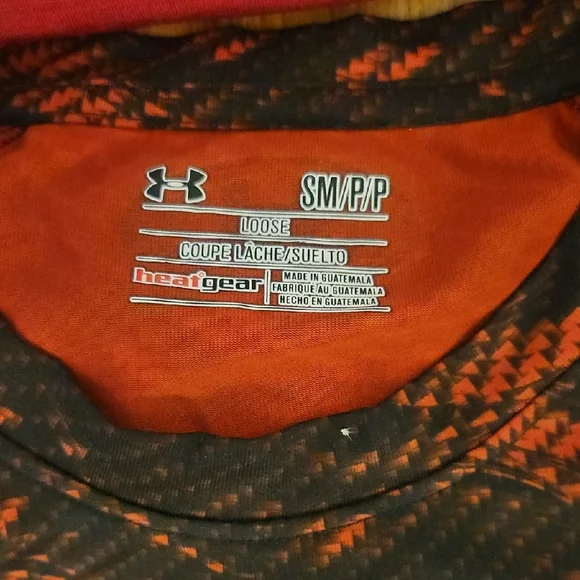 SM/P/P
LOOSE
COUPE LÂCHE/SUELTO
heatgear
MADE IN GUATEMALA
FABRIQUÉ AU GUATEMALA
HECHO EN GUATEMALA